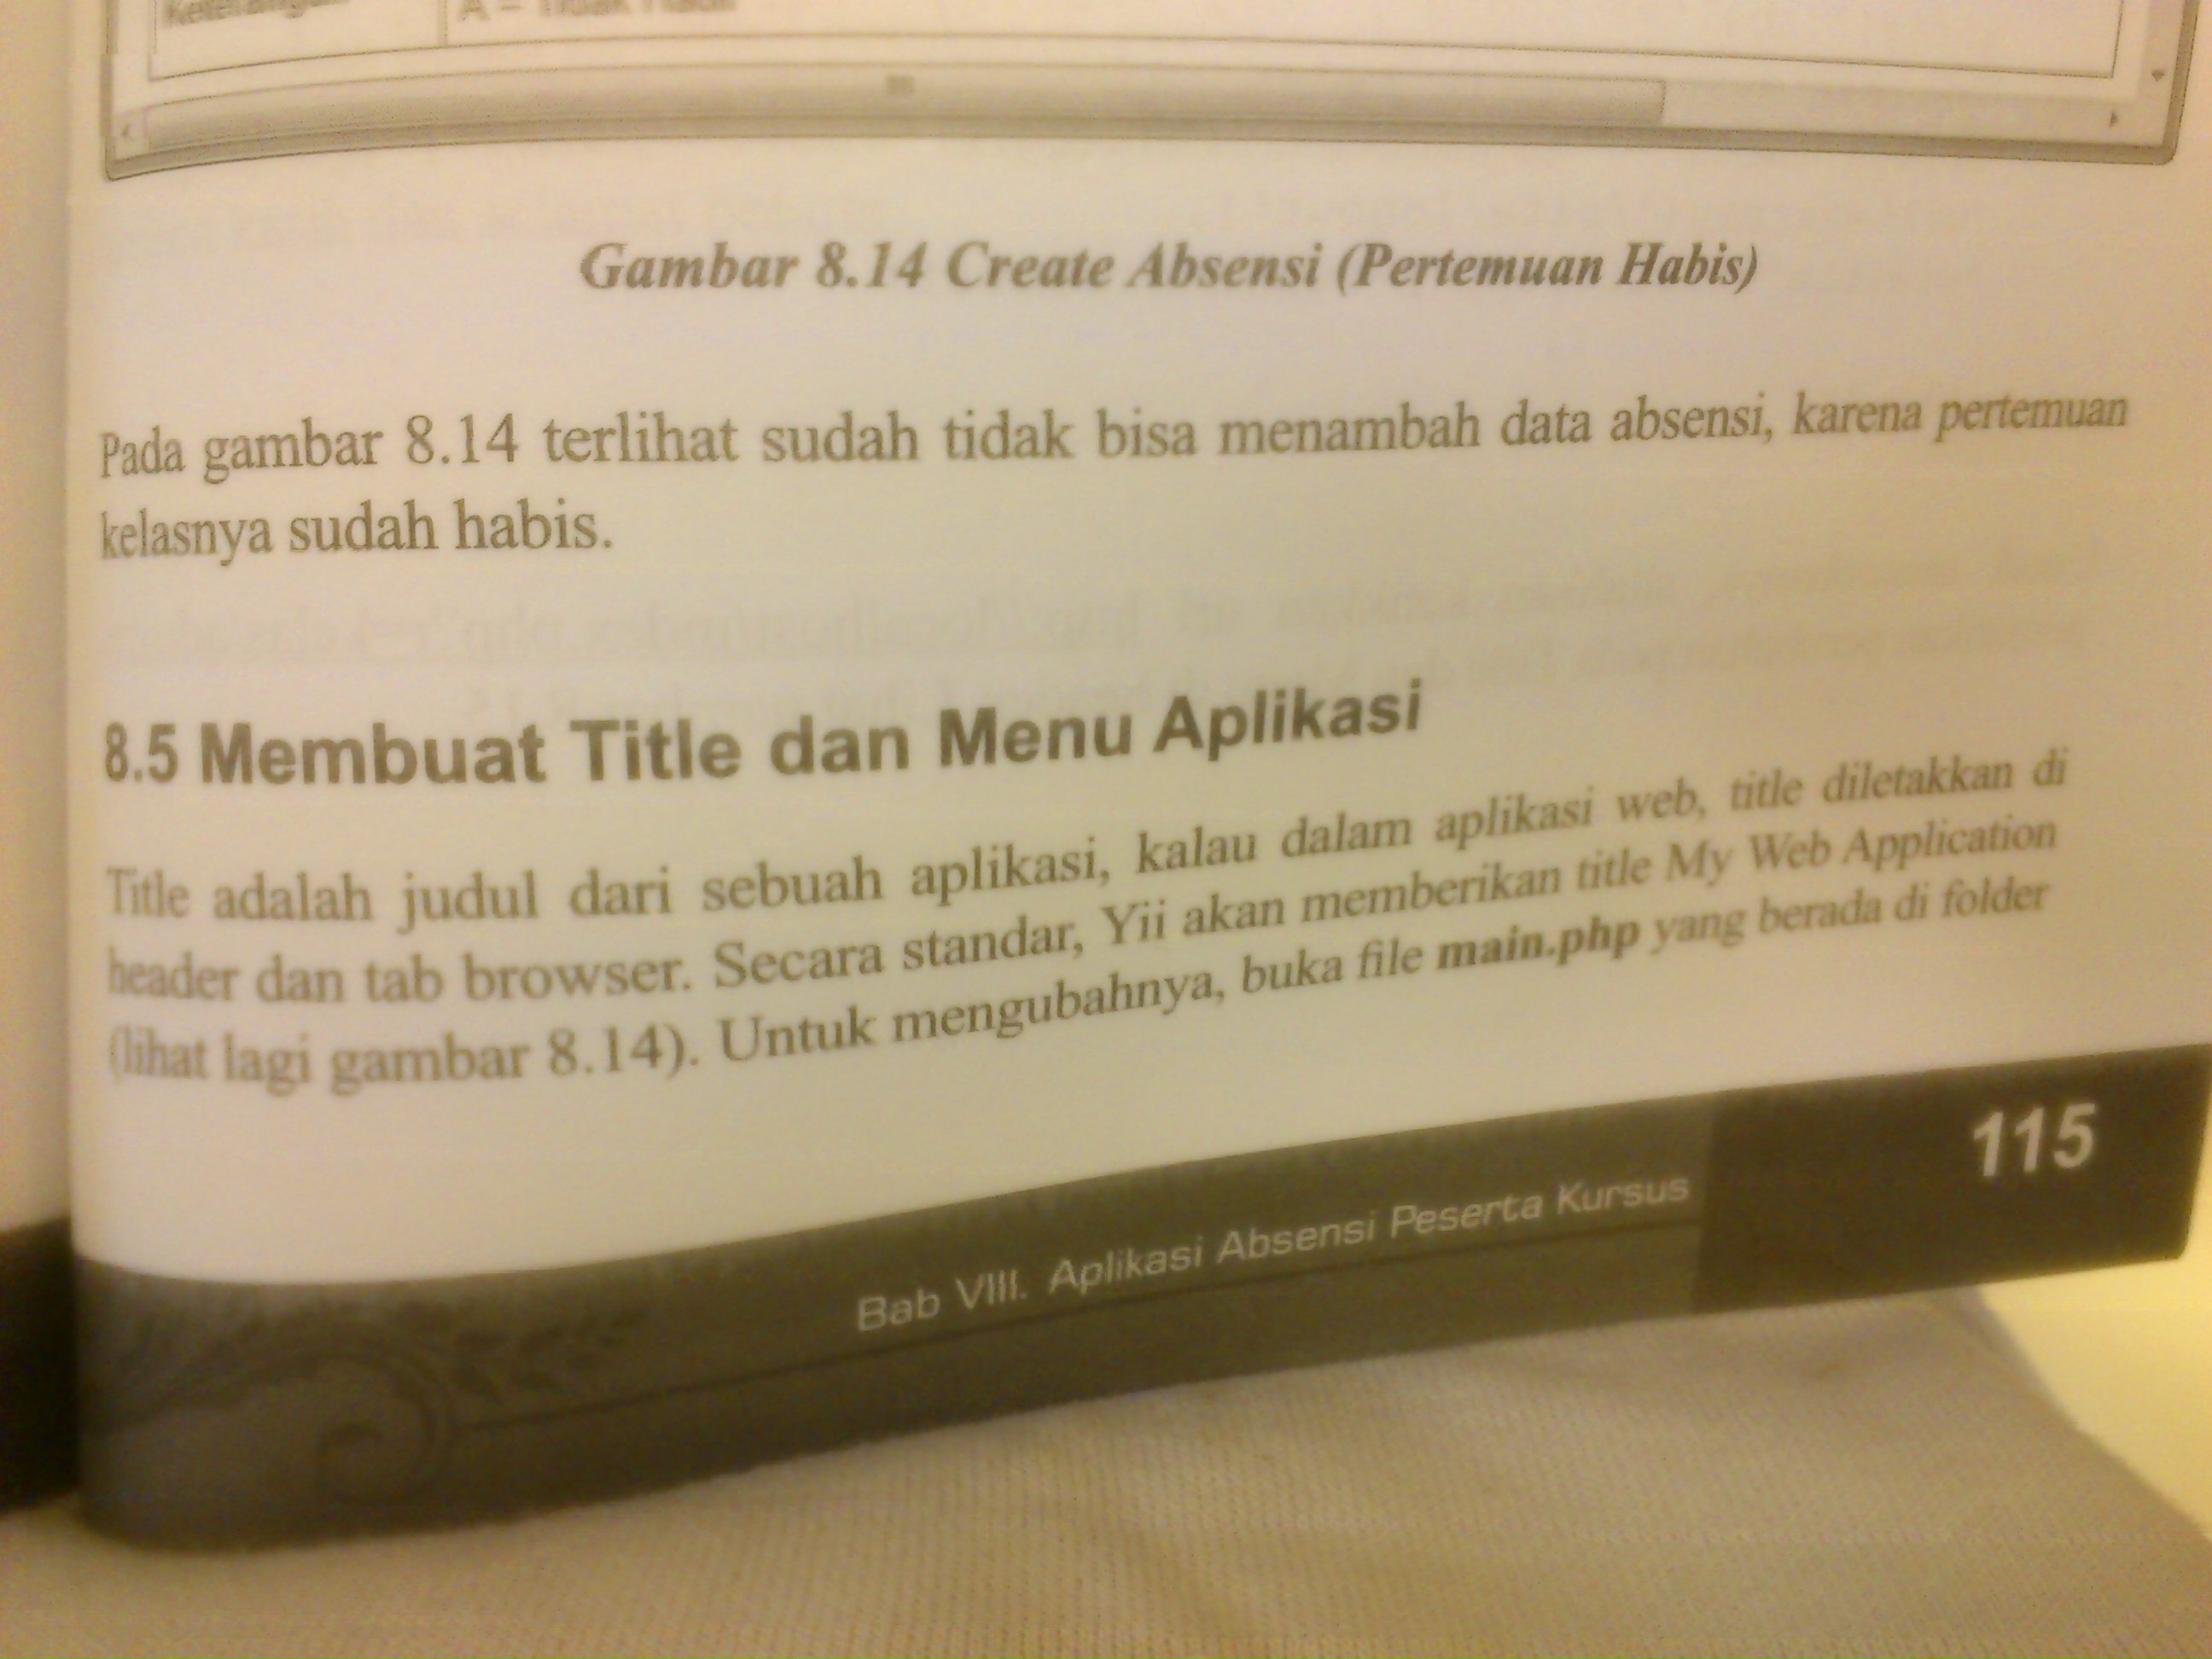 Keterangan A = Tidak Hadir
Gambar 8.14 Create Absensi (Pertemuan Habis)
Pada gambar 8.14 terlihat sudah tidak bisa menambah data absensi, karena pertemuan
kelasnya sudah habis.
8.5 Membuat Title dan Menu Aplikasi
Title adalah judul dari sebuah aplikasi, kalau dalam aplikasi web, title diletakkan di
header dan tab browser. Secara standar, Yii akan memberikan title My Web Application
(lihat lagi gambar 8.14). Untuk mengubahnya, buka file main.php yang berada di folder
Bab VIII. Aplikasi Absensi Peserta Kursus
115